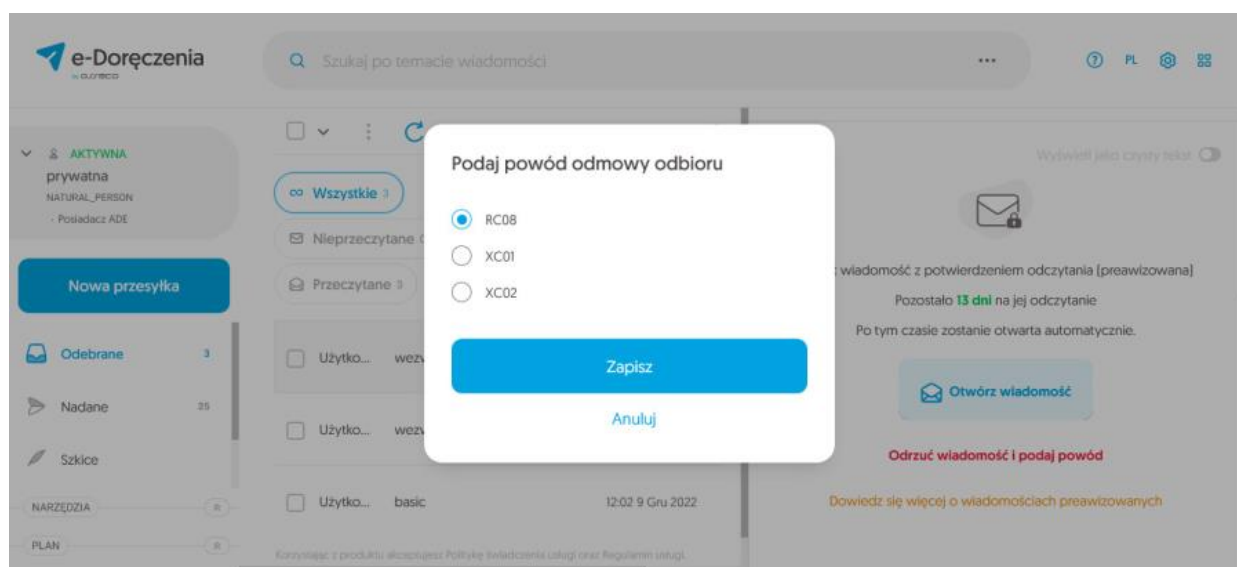 e-Doręczenia
by asseco
Szukaj po temacie wiadomości
PL
AKTYWNA
prywatna
NATURAL_PERSON
- Posiadacz ADE
Nowa przesyłka
Odebrane 3
Nadane 25
Szkice
NARZĘDZIA
PLAN
Wszystkie 3
Nieprzeczytane
Przeczytane 3
Użytko...
Użytko...
Użytko... basic 12:02 9 Gru 2022
Korzystając z produktu akceptujesz Politykę świadczenia usługi oraz Regulamin usługi.
Podaj powód odmowy odbioru
RC08
XC01
XC02
Zapisz
Anuluj
Wyświetl jako czysty tekst
wiadomość z potwierdzeniem odczytania [preawizowana]
Pozostało 13 dni na jej odczytanie
Po tym czasie zostanie otwarta automatycznie.
Otwórz wiadomość
Odrzuć wiadomość i podaj powód
Dowiedz się więcej o wiadomościach preawizowanych